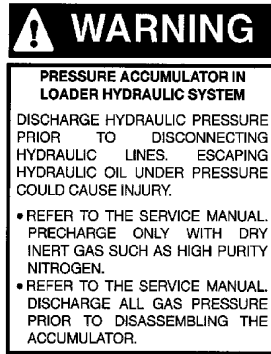 WARNING
PRESSURE ACCUMULATOR IN
LOADER HYDRAULIC SYSTEM
DISCHARGE HYDRAULIC PRESSURE
PRIOR TO DISCONNECTING
HYDRAULIC LINES. ESCAPING
HYDRAULIC OIL UNDER PRESSURE
COULD CAUSE INJURY.
• REFER TO THE SERVICE MANUAL.
PRECHARGE ONLY WITH DRY
INERT GAS SUCH AS HIGH PURITY
NITROGEN.
• REFER TO THE SERVICE MANUAL.
DISCHARGE ALL GAS PRESSURE
PRIOR TO DISASSEMBLING THE
ACCUMULATOR.